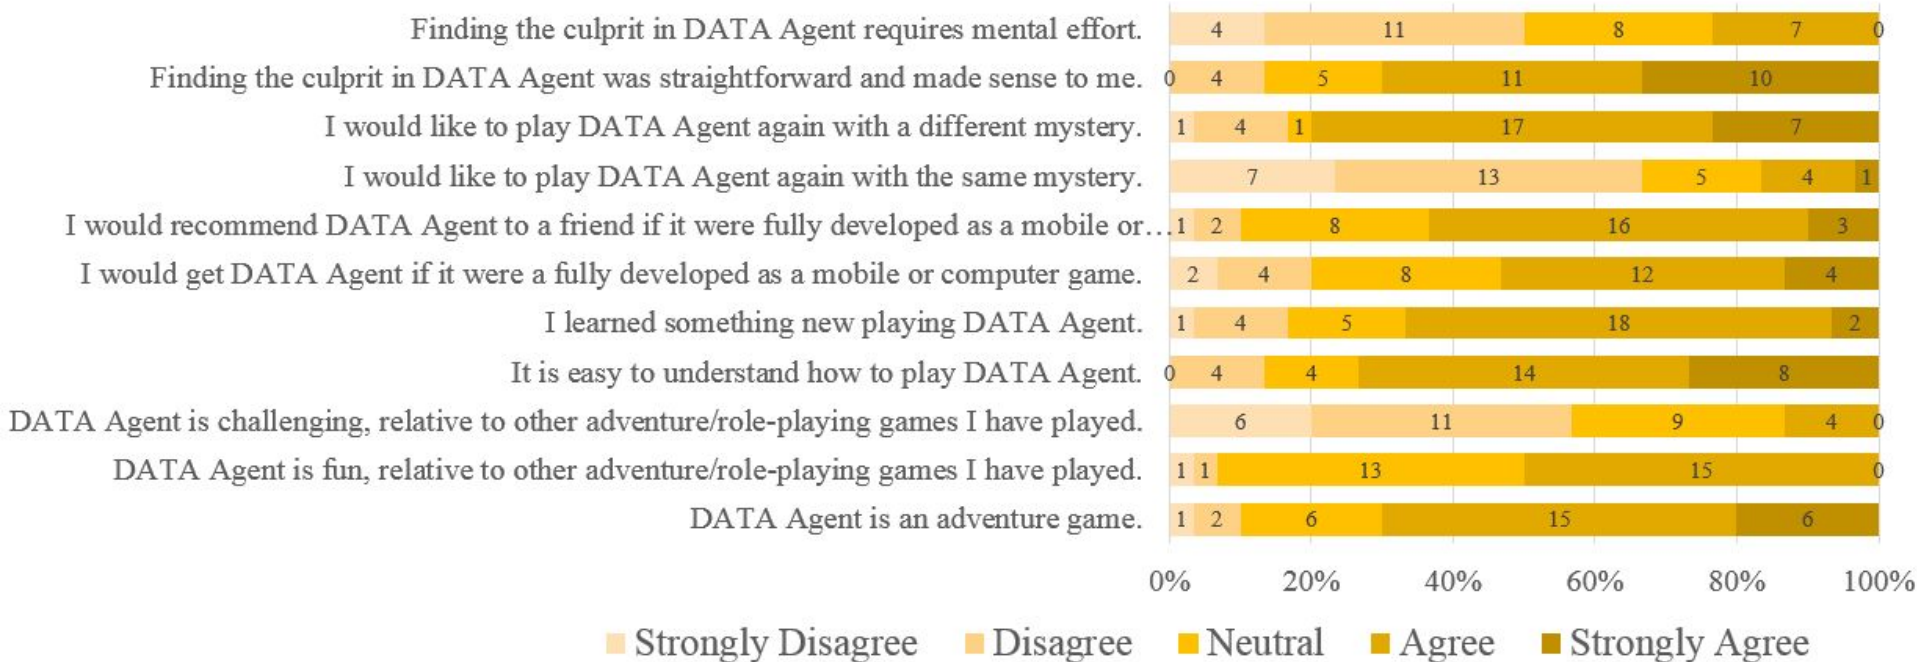 Finding the culprit in DATA Agent requires mental effort. 4 11 8 7 0
Finding the culprit in DATA Agent was straightforward and made sense to me. 0 4 5 11 10
I would like to play DATA Agent again with a different mystery. 1 4 1 17 7
I would like to play DATA Agent again with the same mystery. 7 13 5 4 1
I would recommend DATA Agent to a friend if it were fully developed as a mobile or… 1 2 8 16 3
I would get DATA Agent if it were a fully developed as a mobile or computer game. 2 4 8 12 4
I learned something new playing DATA Agent. 1 4 5 18 2
It is easy to understand how to play DATA Agent. 0 4 4 14 8
DATA Agent is challenging, relative to other adventure/role-playing games I have played. 6 11 9 4 0
DATA Agent is fun, relative to other adventure/role-playing games I have played. 1 1 13 15 0
DATA Agent is an adventure game. 1 2 6 15 6
0% 20% 40% 60% 80% 100%
Strongly Disagree Disagree Neutral Agree Strongly Agree